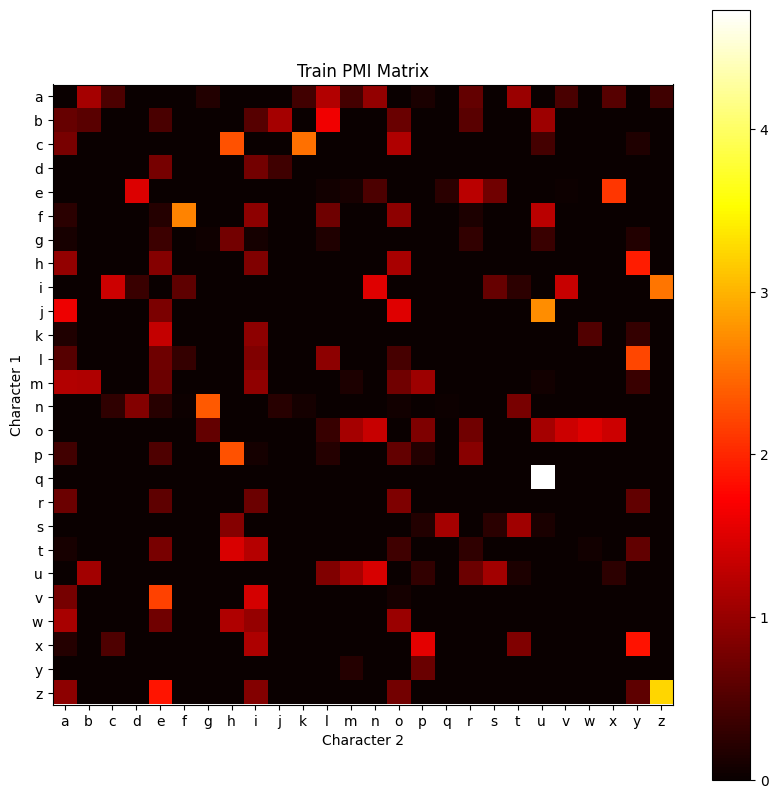 Train PMI Matrix
Character 1
a
b
c
d
e
f
g
h
i
j
k
l
m
n
o
p
q
r
s
t
u
v
w
x
y
z
a b c d e f g h i j k l m n o p q r s t u v w x y z
Character 2
4
3
2
1
0